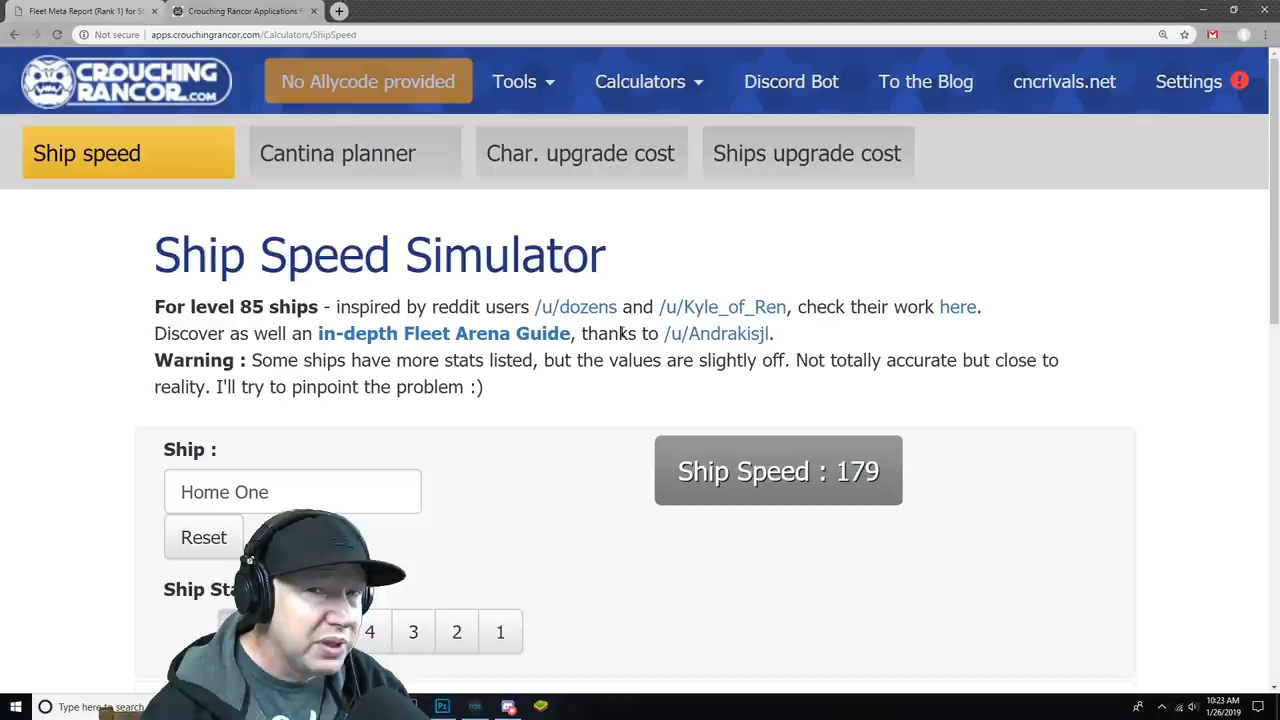 Fleet Meta Report (Rank 1) for St
Crouching Rancor Applications F
Not secure | apps.crouchingrancor.com/Calculators/ShipSpeed
CROUCHING
RANCOR.COM
No Allycode provided
Tools
Calculators
Discord Bot
To the Blog
cncrivals.net
Settings
Ship speed
Cantina planner
Char. upgrade cost
Ships upgrade cost
Ship Speed Simulator
For level 85 ships - inspired by reddit users /u/dozens and /u/Kyle_of_Ren, check their work here.
Discover as well an in-depth Fleet Arena Guide, thanks to /u/Andrakisjl.
Warning : Some ships have more stats listed, but the values are slightly off. Not totally accurate but close to
reality. I'll try to pinpoint the problem :)
Ship :
Ship Speed : 179
Home One
Reset
Ship Sta
4 3 2 1
Type here to search
10:23 AM
1/26/2019